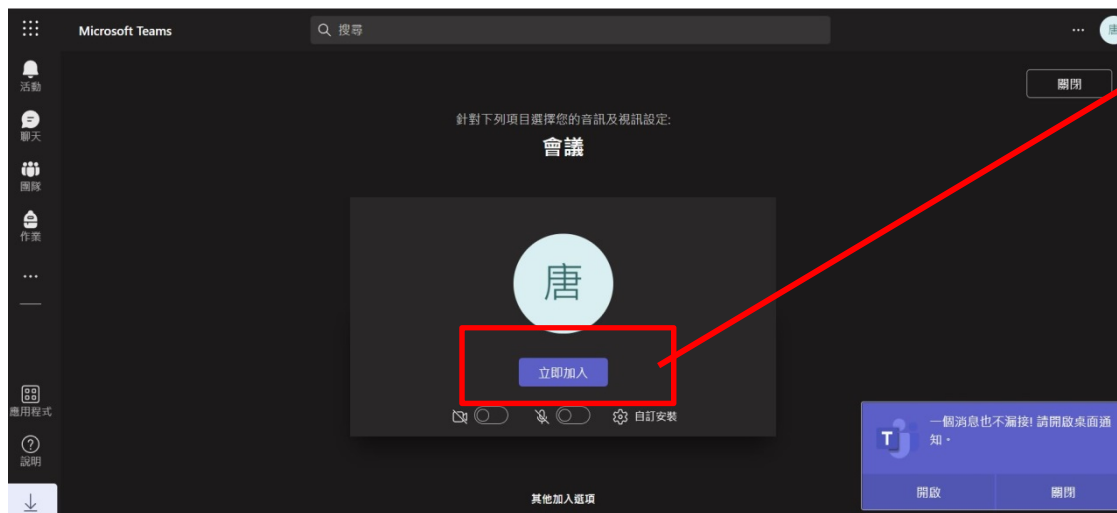 Microsoft Teams
搜尋
唐
活動
聊天
團隊
作業
應用程式
說明
關閉
針對下列項目選擇您的音訊及視訊設定:
會議
唐
立即加入
自訂安裝
其他加入選項
T
一個消息也不漏接! 請開啟桌面通
知。
開啟
關閉